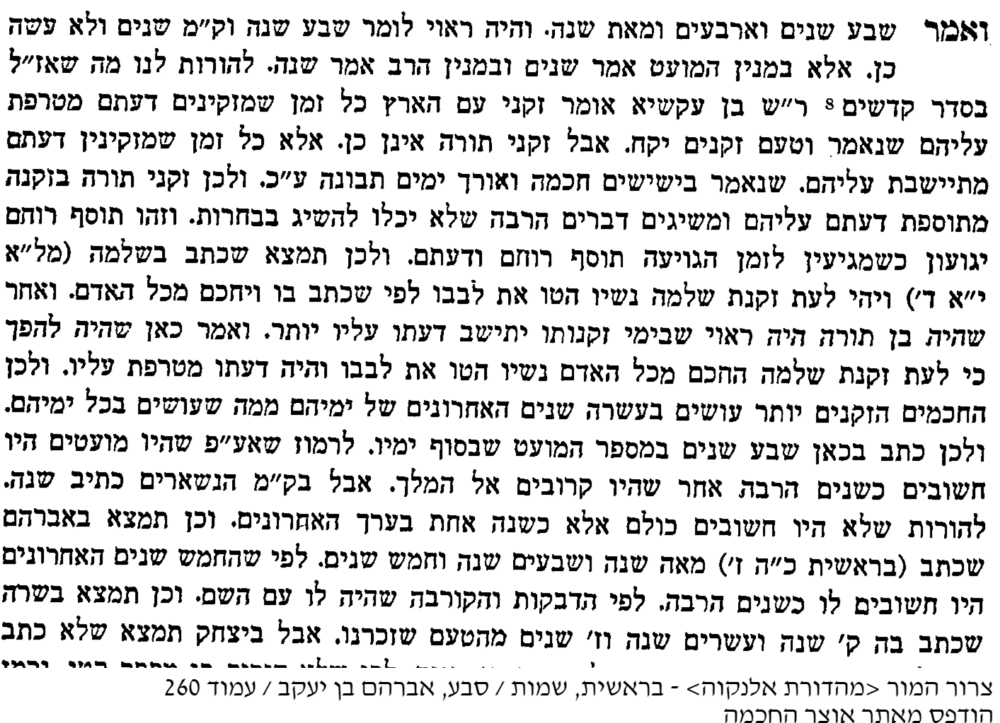 ואמר שבע שנים וארבעים ומאת שנה. והיה ראוי לומר שבע שנה וק״מ שנים ולא עשה
כן. אלא במנין המועט אמר שנים ובמנין הרב אמר שנה. להורות לנו מה שאז״ל
בסדר קדשים 8 ר״ש בן עקשיא אומר זקני עם הארץ כל זמן שמזקינים דעתם מטרפת
עליהם שנאמר וטעם זקנים יקח. אבל זקני תורה אינן כן. אלא כל זמן שמזקינין דעתם
מתיישבת עליהם. שנאמר בישישים חכמה ואורך ימים תבונה ע״כ. ולכן זקני תורה בזקנה
מתוספת דעתם עליהם ומשיגים דברים הרבה שלא יכלו להשיג בבחרות. וזהו תוסף רוחם
יגועון כשמגיעין לזמן הגויעה תוסף רוחם ודעתם. ולכן תמצא שכתב בשלמה (מל״א
י״א ד׳) ויהי לעת זקנת שלמה נשיו הטו את לבבו לפי שכתב בו ויחכם מכל האדם. ואחר
שהיה בן תורה היה ראוי שבימי זקנותו יתישב דעתו עליו יותר. ואמר כאן שהיה להפך
כי לעת זקנת שלמה החכם מכל האדם נשיו הטו את לבבו והיה דעתו מטרפת עליו. ולכן
החכמים הזקנים יותר עושים בעשרה שנים האחרונים של ימיהם ממה שעושים בכל ימיהם.
ולכן כתב בכאן שבע שנים במספר המועט שבסוף ימיו. לרמוז שאע״פ שהיו מועטים היו
חשובים כשנים הרבה אחר שהיו קרובים אל המלך. אבל בק״מ הנשארים כתיב שנה.
להורות שלא היו חשובים כולם אלא כשנה אחת בערך האחרונים. וכן תמצא באברהם
שכתב (בראשית כ״ה ז׳) מאה שנה ושבעים שנה וחמש שנים. לפי שהחמש שנים האחרונים
היו חשובים לו כשנים הרבה. לפי הדבקות והקורבה שהיה לו עם השם. וכן תמצא בשרה
שכתב בה ק׳ שנה ועשרים שנה וז׳ שנים מהטעם שזכרנו. אבל ביצחק תמצא שלא כתב
צרור המור <מהדורת אלנקוה> - בראשית, שמות / סבע, אברהם בן יעקב / עמוד 260
הודפס מאתר אוצר החכמה